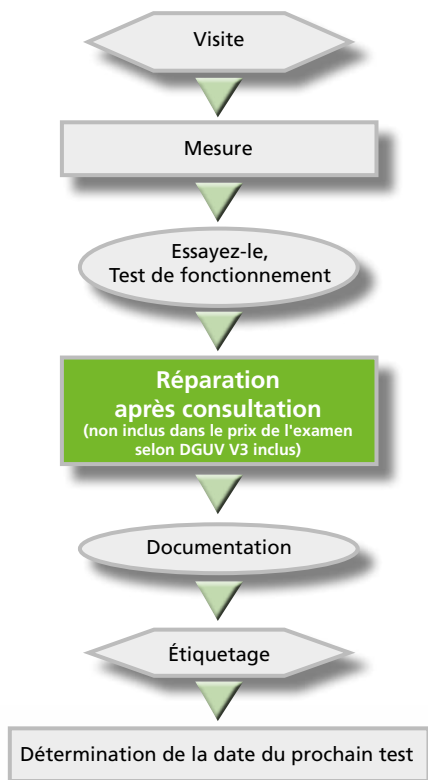 Visite
Mesure
Essayez-le,
Test de fonctionnement
Réparation
après consultation
(non inclus dans le prix de l'examen
selon DGUV V3 inclus)
Documentation
Étiquetage
Détermination de la date du prochain test